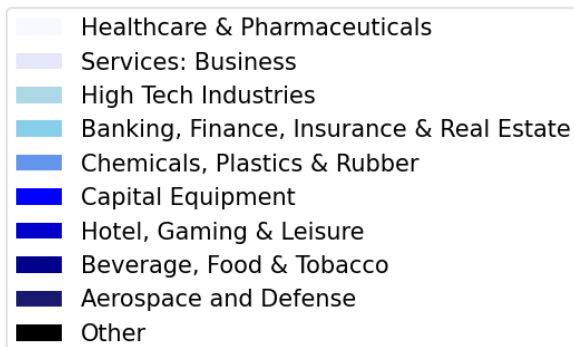 Healthcare & Pharmaceuticals
Services: Business
High Tech Industries
Banking, Finance, Insurance & Real Estate
Chemicals, Plastics & Rubber
Capital Equipment
Hotel, Gaming & Leisure
Beverage, Food & Tobacco
Aerospace and Defense
Other